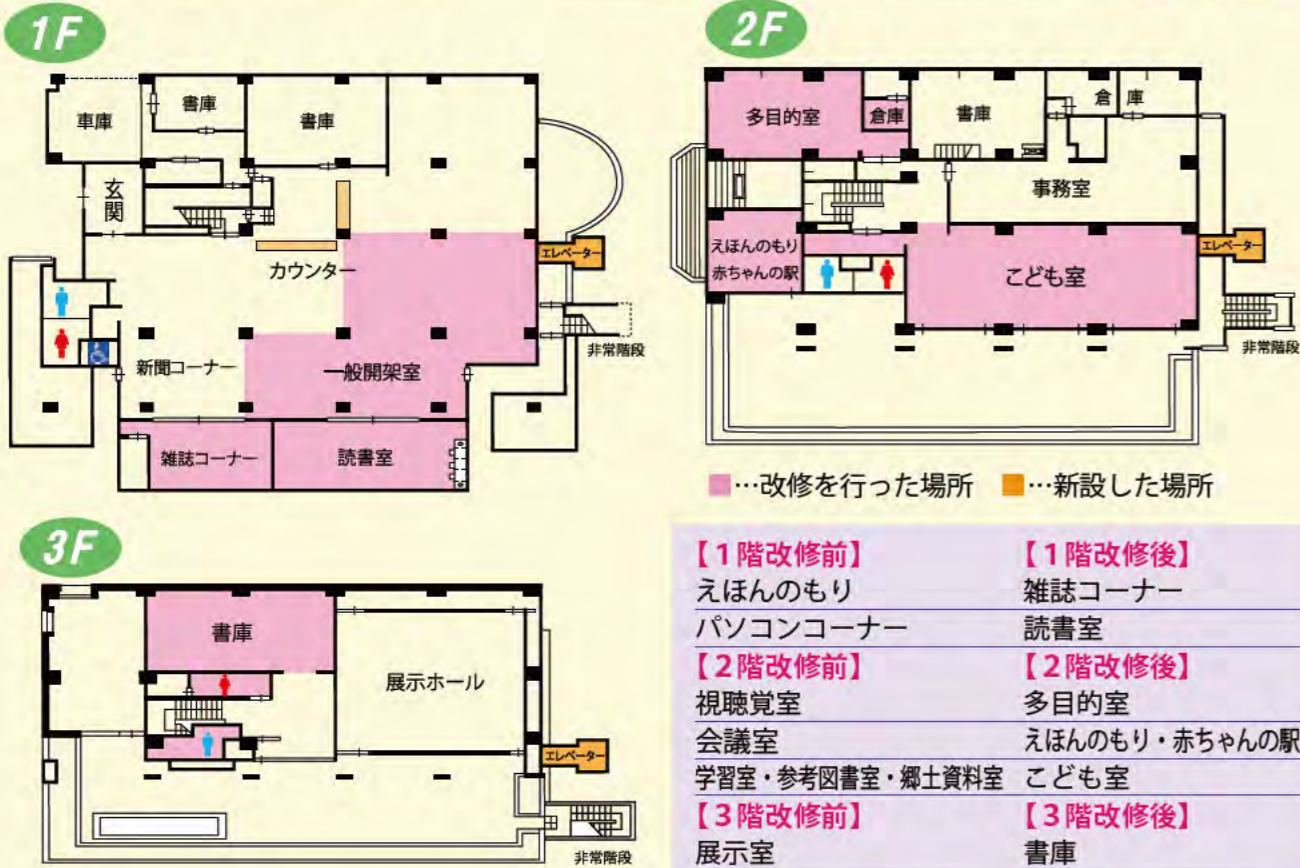 1F
車庫
書庫
書庫
玄関
カウンター
エレベーター
新聞コーナー
一般開架室
非常階段
雑誌コーナー
読書室
2F
多目的室
倉庫
書庫
倉庫
事務室
えほんのもり
赤ちゃんの駅
こども室
エレベーター
非常階段
…改修を行った場所
…新設した場所
3F
書庫
展示ホール
エレベーター
非常階段
【1階改修前】 【1階改修後】
えほんのもり 雑誌コーナー
パソコンコーナー 読書室
【2階改修前】 【2階改修後】
視聴覚室 多目的室
会議室 えほんのもり・赤ちゃんの駅
学習室・参考図書室・郷土資料室 こども室
【3階改修前】 【3階改修後】
展示室 書庫